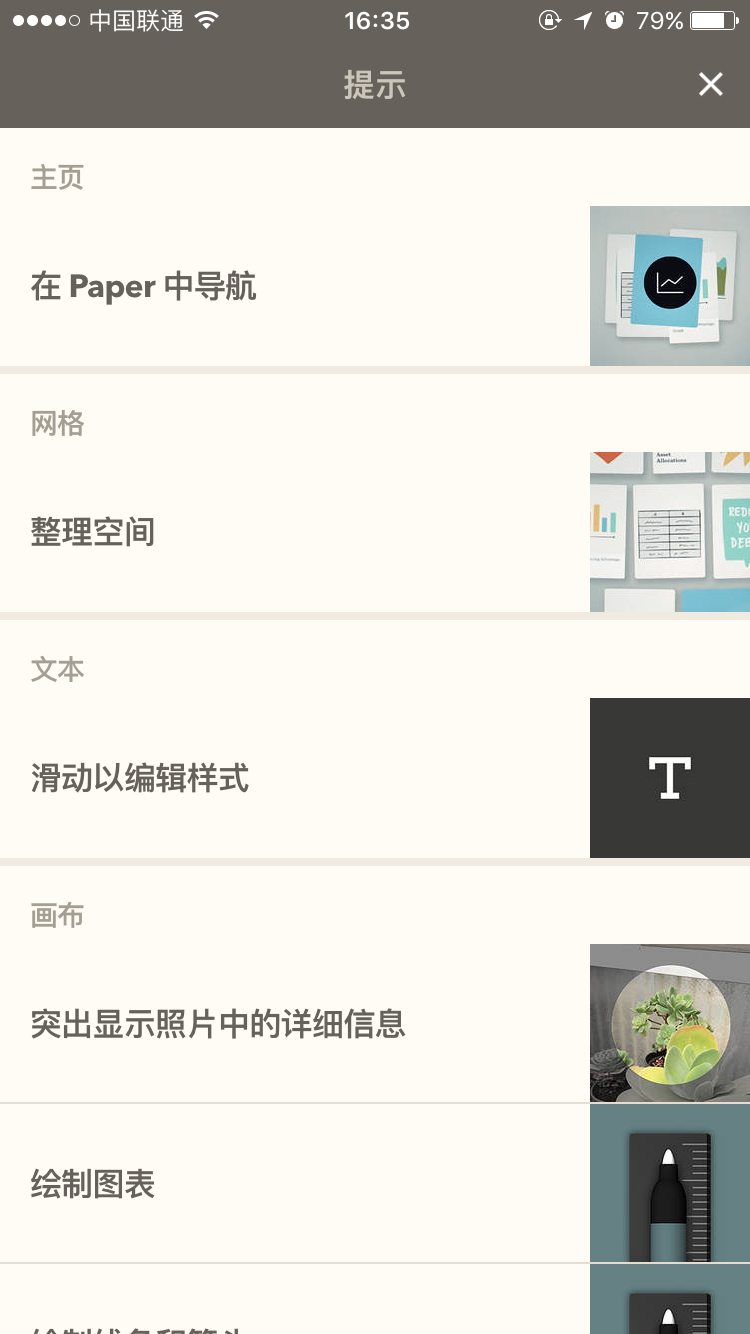 中国联通
16:35
79%
提示
主页
在 Paper 中导航
网格
Asset
Allocations
整理空间
YO
文本
滑动以编辑样式
T
画布
突出显示照片中的详细信息
绘制图表